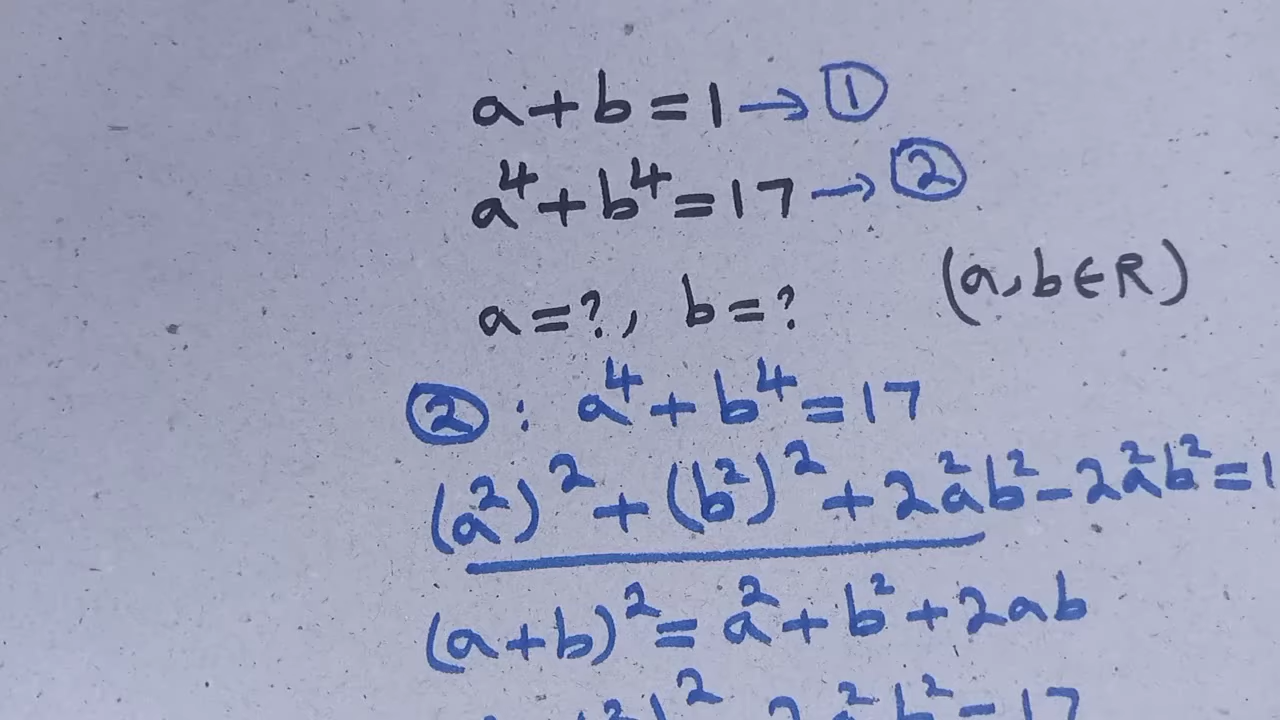 a + b = 1 → ①
a⁴ + b⁴ = 17 → ②
(a, b ∈ R)
a = ?, b = ?
② : a⁴ + b⁴ = 17
(a²)² + (b²)² + 2a²b² - 2a²b² = 1
(a + b)² = a² + b² + 2ab